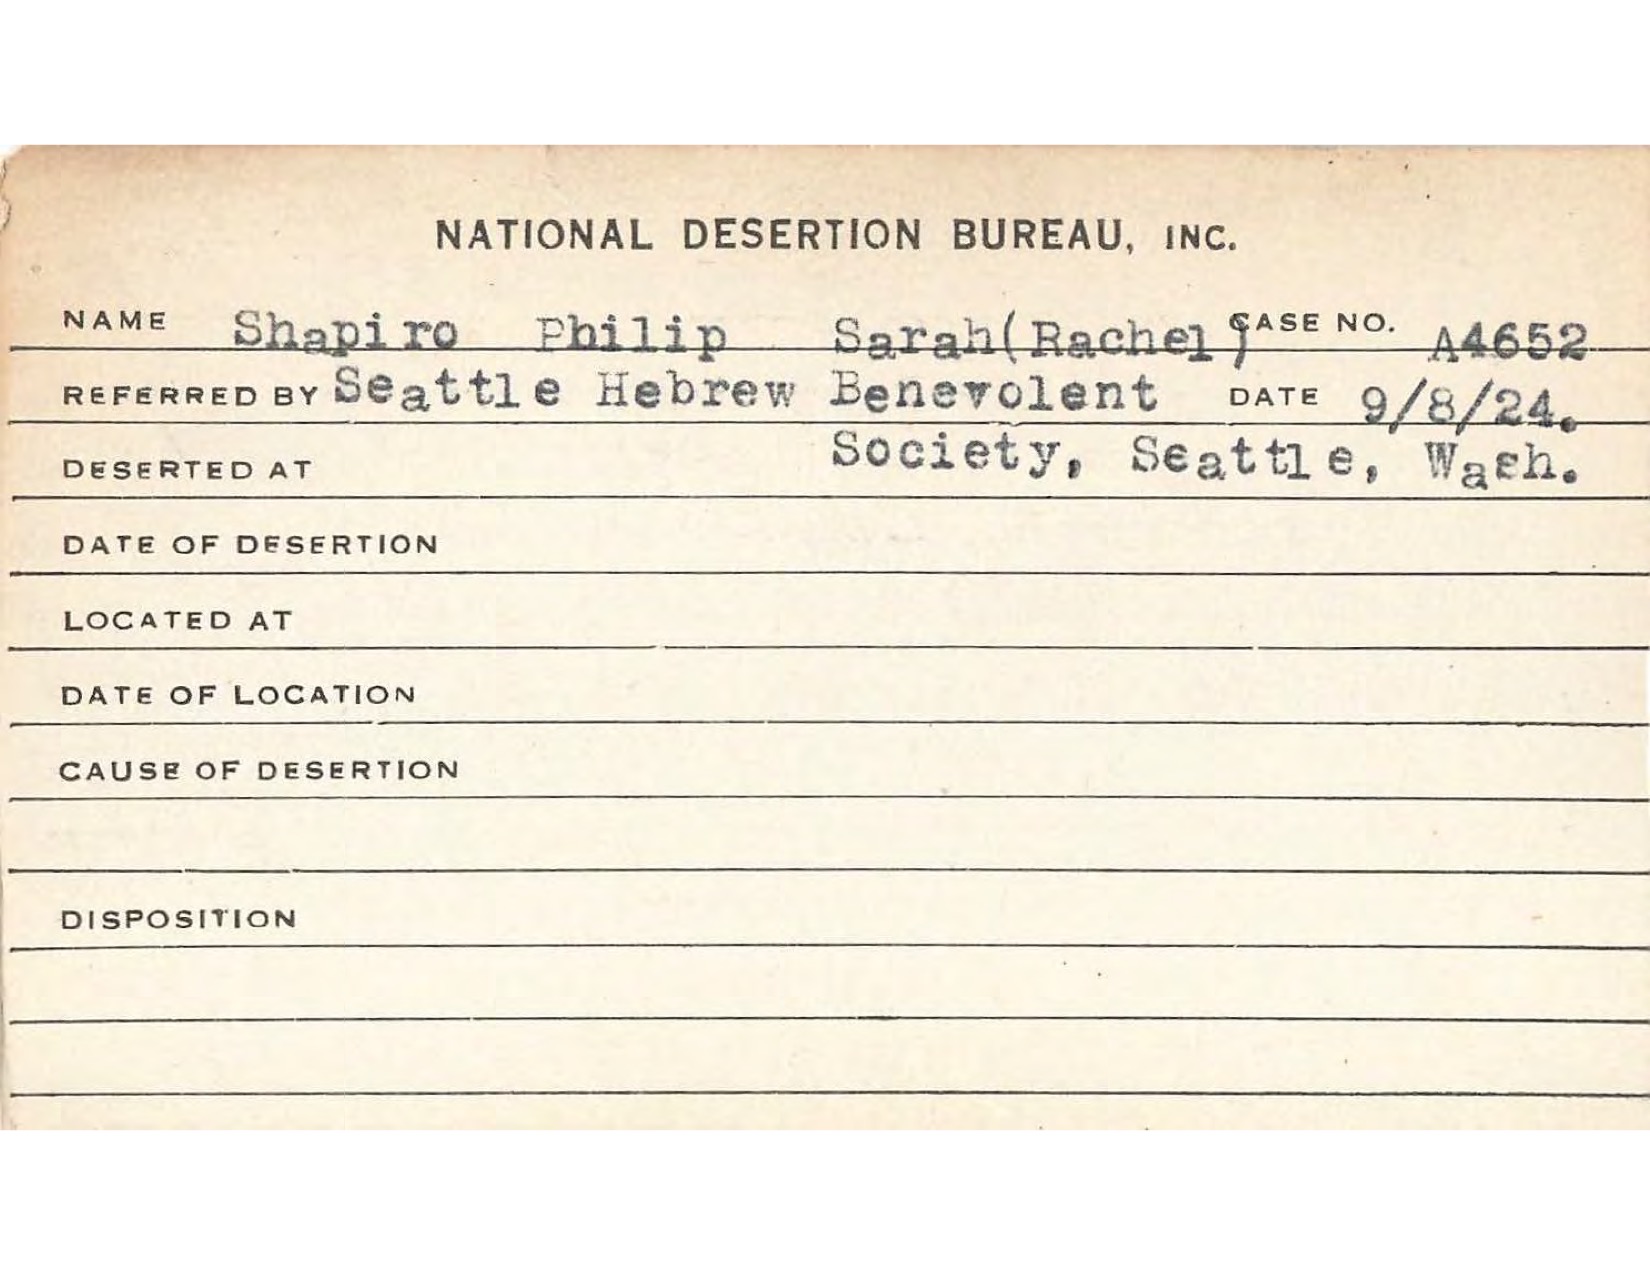 NATIONAL DESERTION BUREAU, INC.
NAME Shapiro Philip Sarah(Rachel) CASE NO. A4652
REFERRED BY Seattle Hebrew Benevolent DATE 9/8/24.
Society, Seattle, Wash.
DESERTED AT
DATE OF DESERTION
LOCATED AT
DATE OF LOCATION
CAUSE OF DESERTION
DISPOSITION